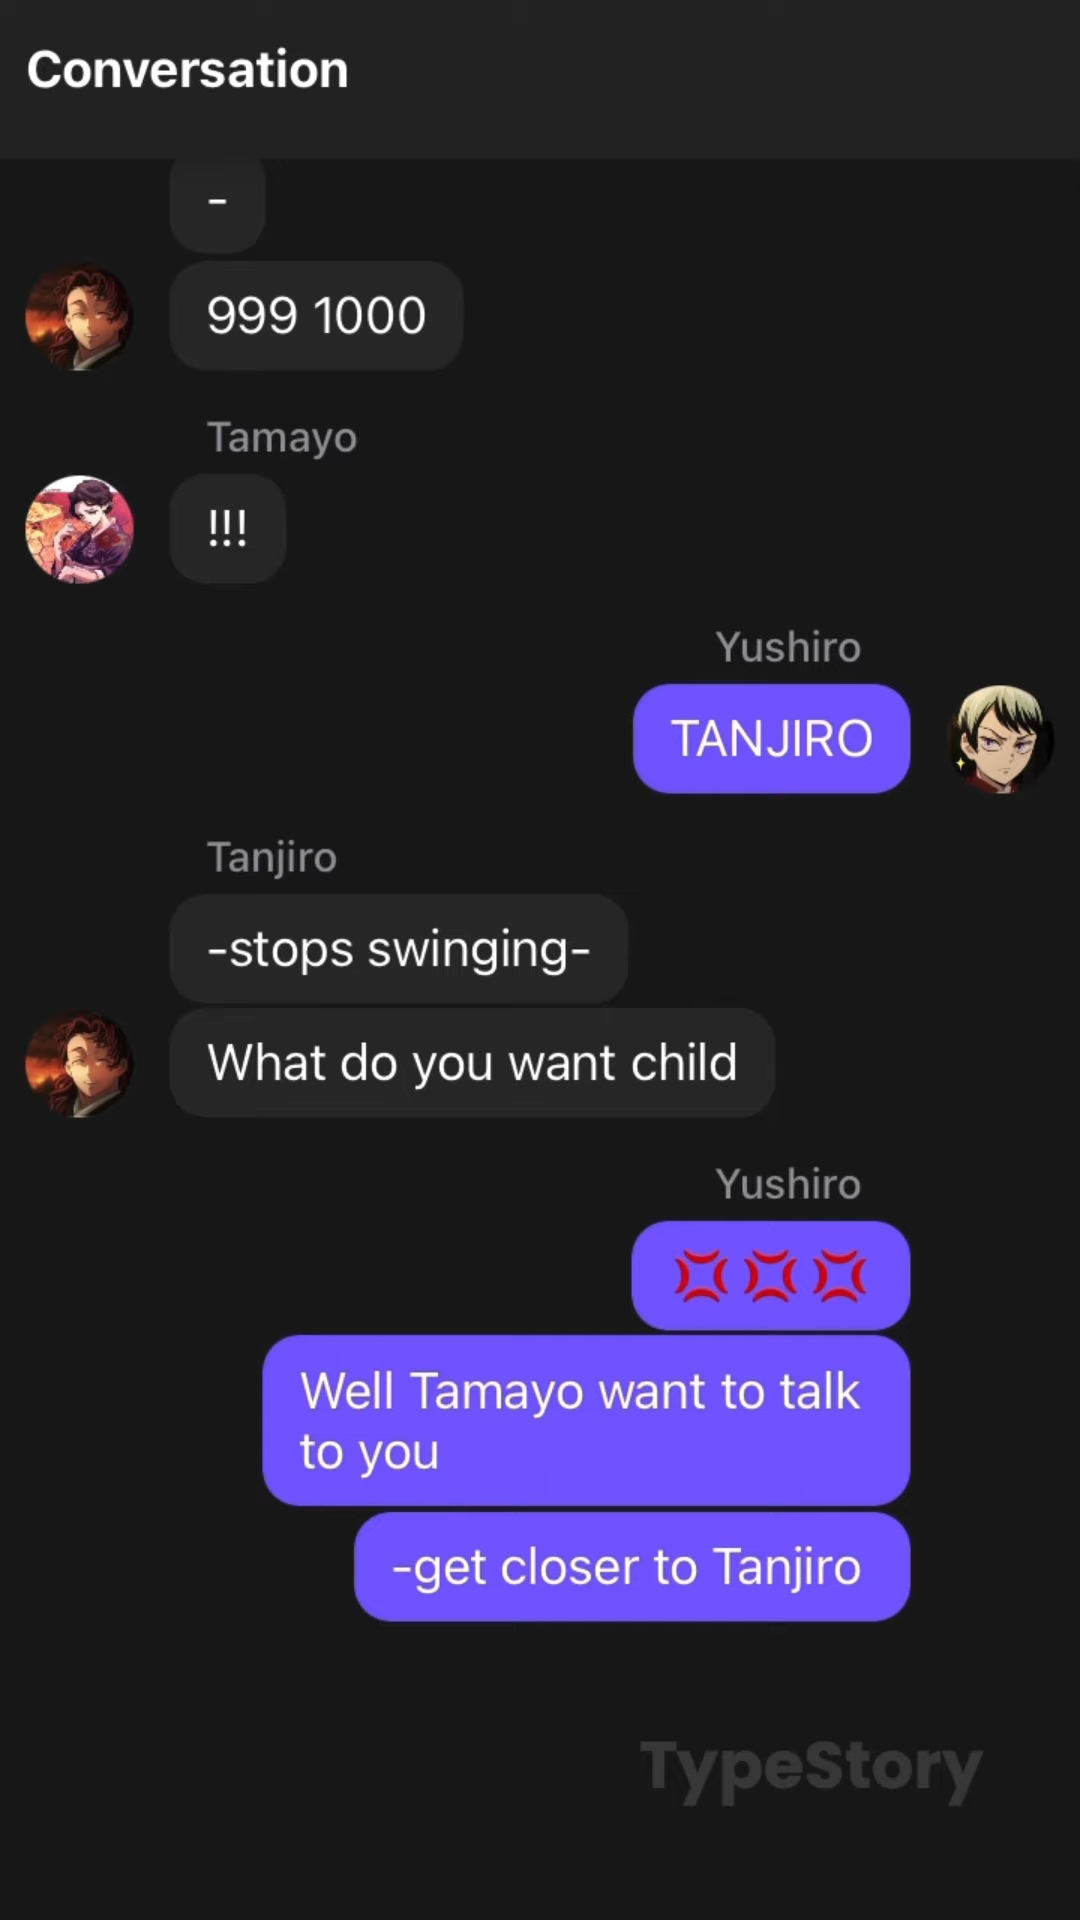 Conversation
-
999 1000
Tamayo
!!!
Yushiro
TANJIRO
Tanjiro
-stops swinging-
What do you want child
Yushiro
💢💢💢
Well Tamayo want to talk
to you
-get closer to Tanjiro
TypeStory